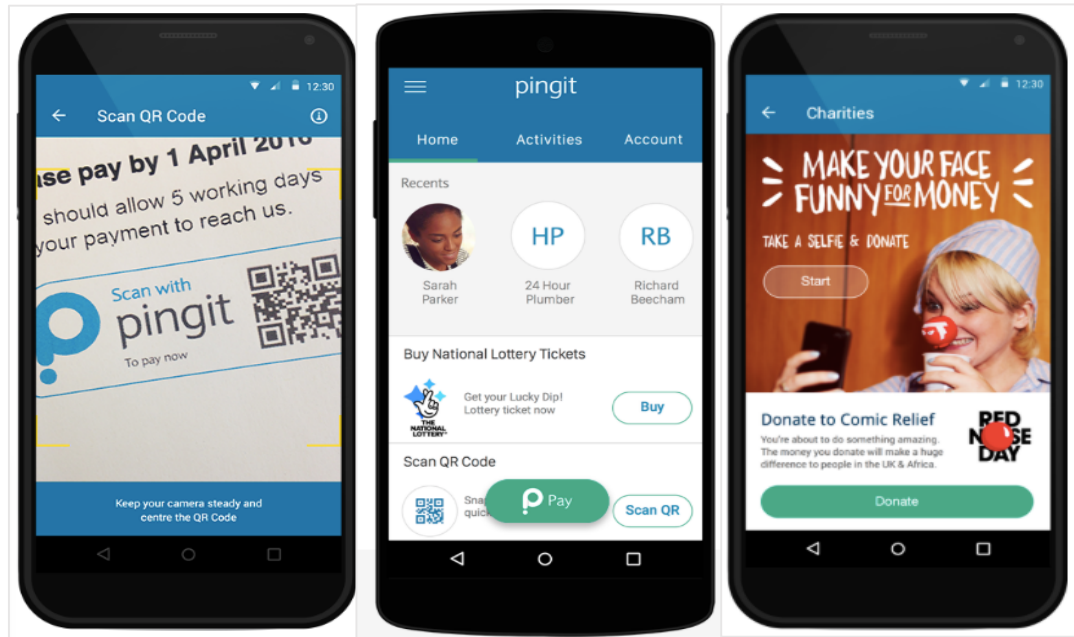 12:30
Scan QR Code
ase pay by 1 April 2016
should allow 5 working days
your payment to reach us.
Scan with
pingit
To pay now
Keep your camera steady and
centre the QR Code
pingit
Home Activities Account
Recents
HP RB
Sarah
Parker
24 Hour
Plumber
Richard
Beecham
Buy National Lottery Tickets
THE
NATIONAL
LOTTERY
Get your Lucky Dip!
Lottery ticket now
Buy
Scan QR Code
Snap
quick
Pay
Scan QR
12:30
Charities
MAKE YOUR FACE
FUNNY FOR MONEY
TAKE A SELFIE & DONATE
Start
Donate to Comic Relief
You're about to do something amazing.
The money you donate will make a huge
difference to people in the UK & Africa.
RED
NOSE
DAY
Donate